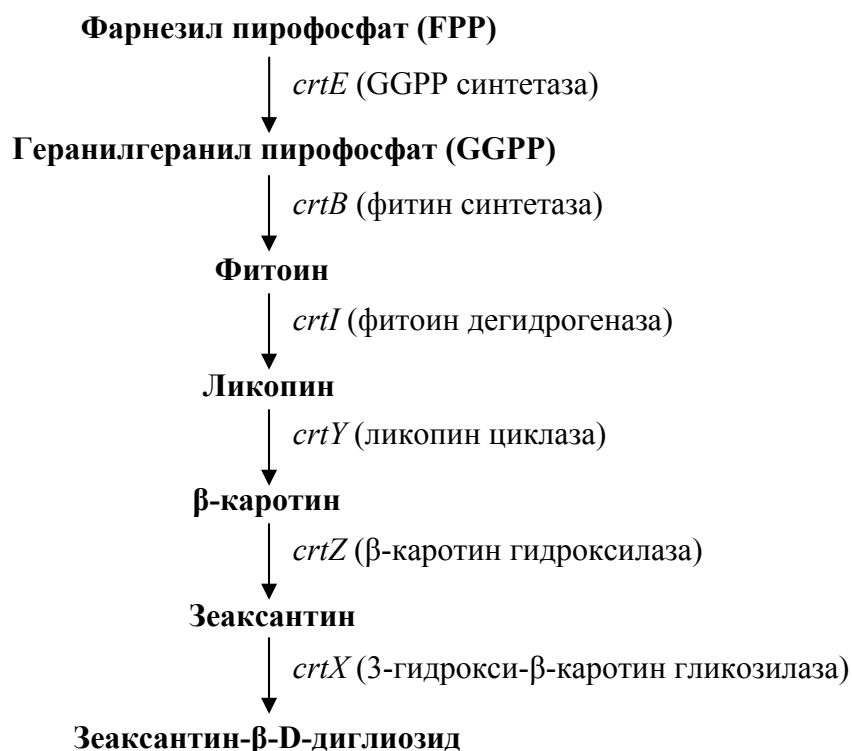 Фарнезил пирофосфат (FPP)
crtE (GGPP синтетаза)
Геранилгеранил пирофосфат (GGPP)
crtB (фитин синтетаза)
Фитоин
crtI (фитоин дегидрогеназа)
Ликопин
crtY (ликопин циклаза)
β-каротин
crtZ (β-каротин гидроксилаза)
Зеаксантин
crtX (3-гидрокси-β-каротин гликозилаза)
Зеаксантин-β-D-диглиозид